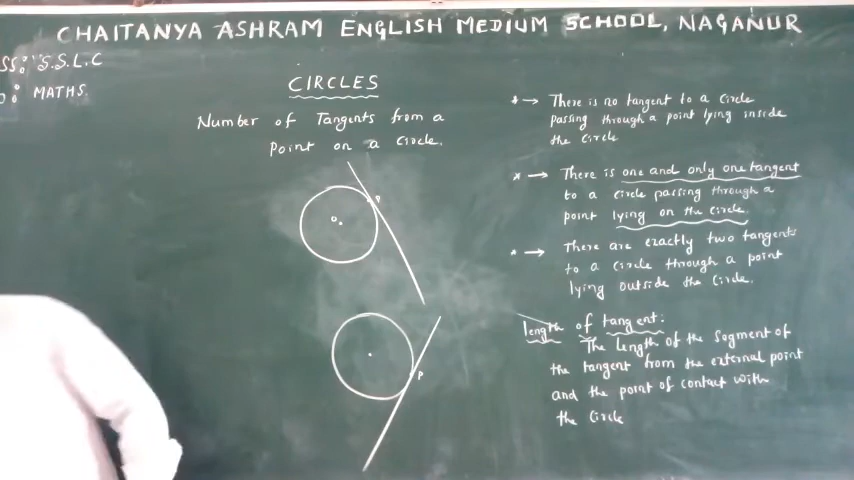 CHAITANYA ASHRAM ENGLISH MEDIUM SCHOOL, NAGANUR
SS: S.S.L.C
: MATHS.
CIRCLES
Number of Tangents from a
Point on a Circle.
* → There is no tangent to a circle
passing through a point lying inside
the circle
* → There is one and only one tangent
to a circle passing through a
point lying on the circle.
* → There are exactly two tangents
to a circle through a point
lying outside the circle.
length of tangent:
The length of the segment of
the tangent from the external point
and the point of contact with
the circle
O
P
P